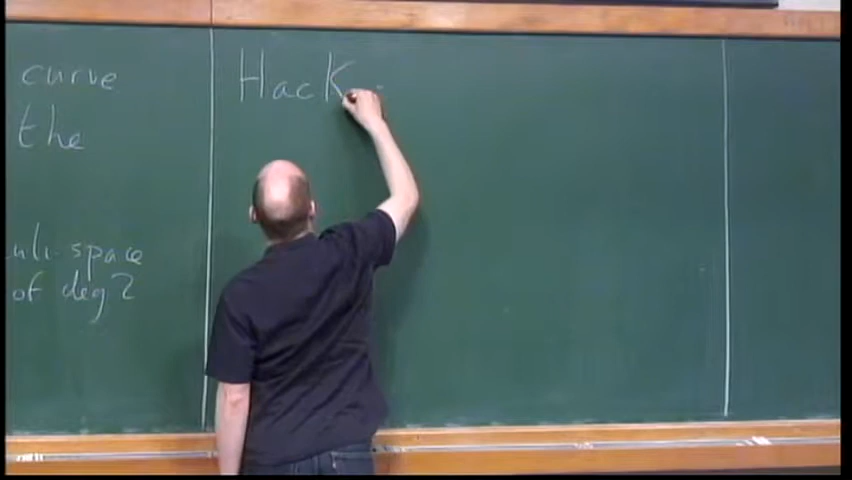 curve
the
space
of deg 2
Hack